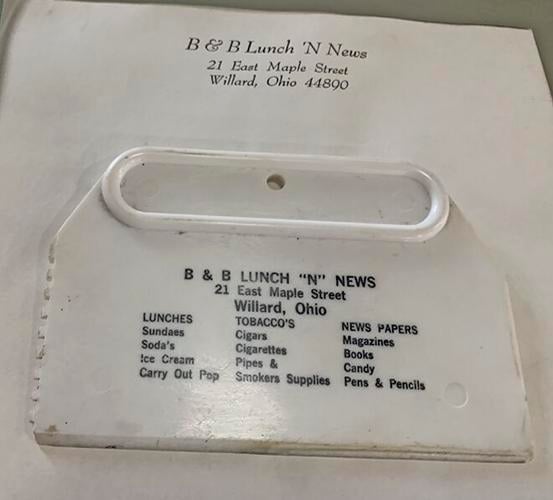 B & B Lunch 'N News
21 East Maple Street
Willard, Ohio 44890
B & B LUNCH "N" NEWS
21 East Maple Street
Willard, Ohio
LUNCHES
Sundaes
Soda's
Ice Cream
Carry Out Pop
TOBACCO'S
Cigars
Cigarettes
Pipes &
Smokers Supplies
NEWS PAPERS
Magazines
Books
Candy
Pens & Pencils